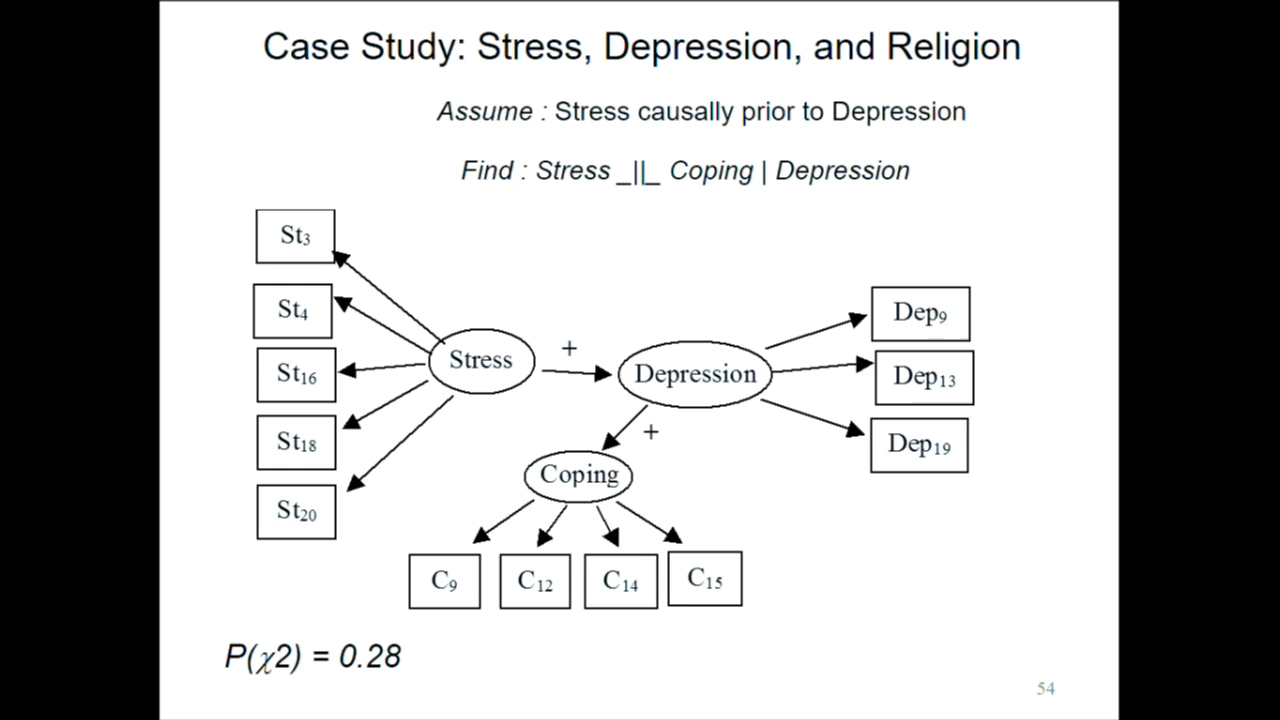 Case Study: Stress, Depression, and Religion
Assume : Stress causally prior to Depression
Find : Stress _||_ Coping | Depression
St3
St4
St16
St18
St20
Stress
+
Depression
+
Coping
Dep9
Dep13
Dep19
C9
C12
C14
C15
P(χ2) = 0.28
54